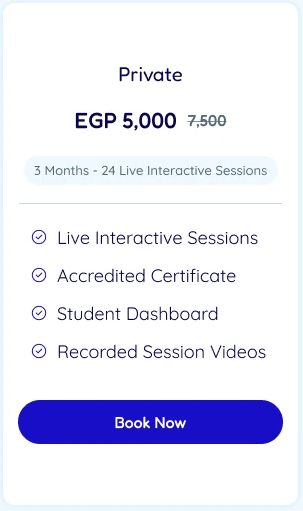 Private
EGP 5,000 7,500
3 Months - 24 Live Interactive Sessions
Live Interactive Sessions
Accredited Certificate
Student Dashboard
Recorded Session Videos
Book Now